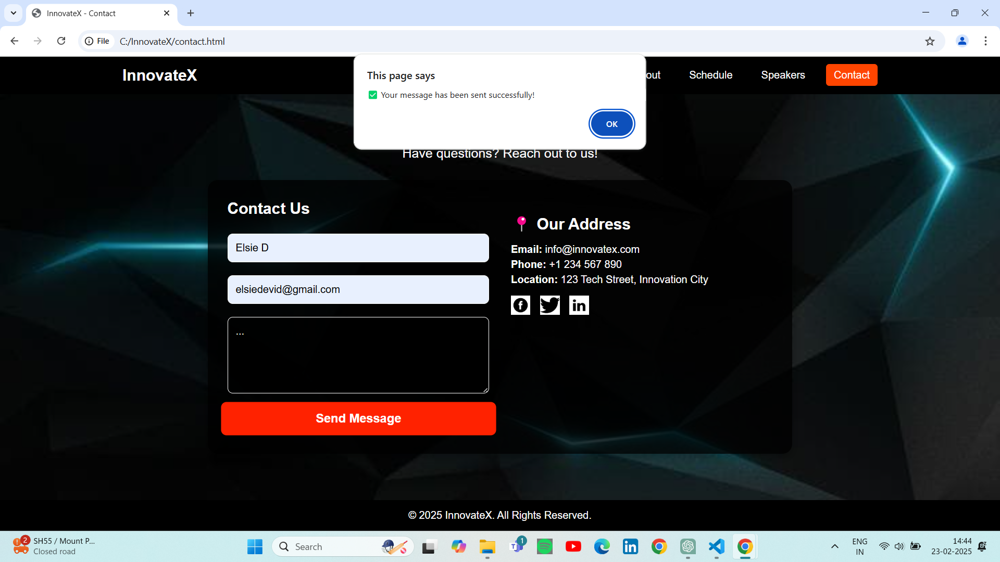 InnovateX - Contact
File
C:/InnovateX/contact.html
InnovateX
out
Schedule
Speakers
Contact
This page says
✅ Your message has been sent successfully!
OK
Have questions? Reach out to us!
Contact Us
Elsie D
elsiedevid@gmail.com
...
Send Message
📍 Our Address
Email: info@innovatex.com
Phone: +1 234 567 890
Location: 123 Tech Street, Innovation City
f
in
© 2025 InnovateX. All Rights Reserved.
2
SH55 / Mount P...
Closed road
Search
1
T
in
ENG
IN
14:44
23-02-2025